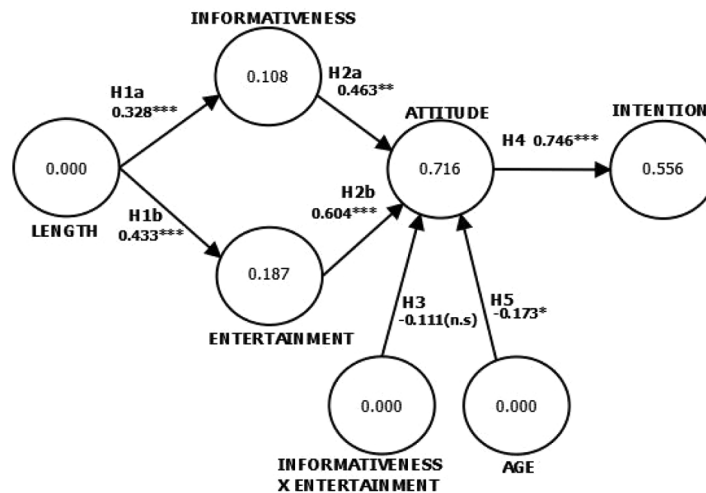 INFORMATIVENESS
0.108
H1a
0.328***
H2a
0.463**
ATTITUDE
INTENTION
0.000
LENGTH
H4 0.746***
0.716
0.556
H1b
0.433***
H2b
0.604***
0.187
ENTERTAINMENT
H3
-0.111(n.s)
H5
-0.173*
0.000
0.000
INFORMATIVENESS
X ENTERTAINMENT
AGE